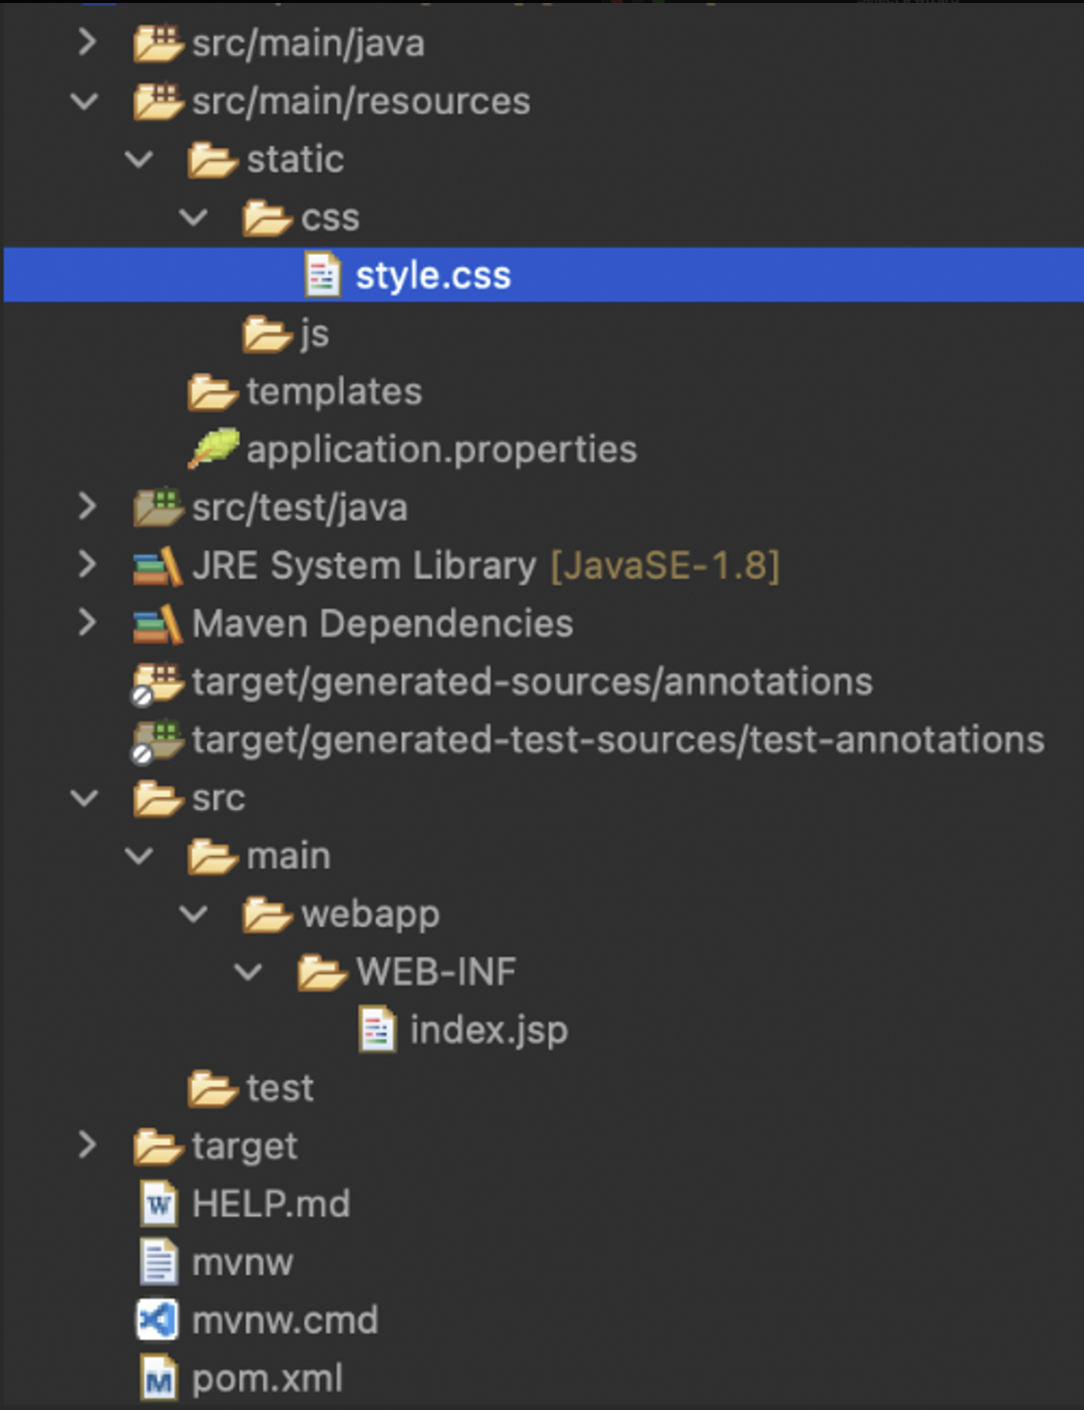 src/main/java
src/main/resources
static
css
style.css
js
templates
application.properties
src/test/java
JRE System Library [JavaSE-1.8]
Maven Dependencies
target/generated-sources/annotations
target/generated-test-sources/test-annotations
src
main
webapp
WEB-INF
index.jsp
test
target
HELP.md
mvnw
mvnw.cmd
pom.xml